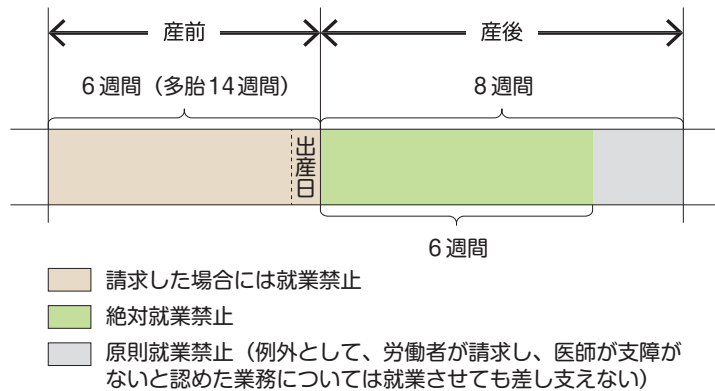 産前
産後
6週間（多胎14週間）
8週間
出産日
6週間
請求した場合には就業禁止
絶対就業禁止
原則就業禁止（例外として、労働者が請求し、医師が支障が
ないと認めた業務については就業させても差し支えない）